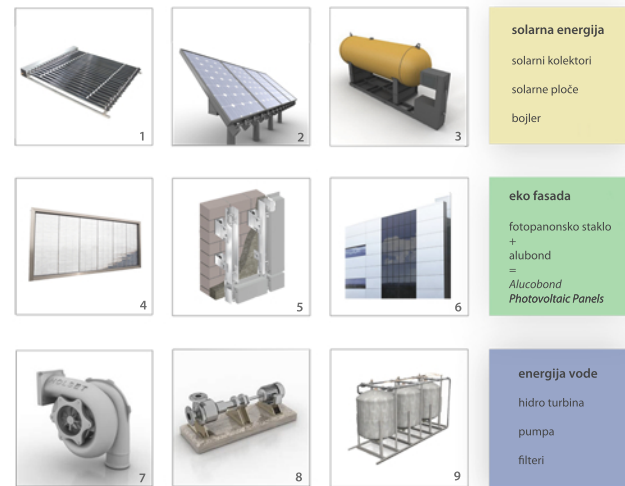 1
2
3
solarna energija
solarni kolektori
solarne ploče
bojler
4
5
6
eko fasada
fotopanonsko staklo
+
alubond
=
Alucobond
Photovoltaic Panels
7
8
9
energija vode
hidro turbina
pumpa
filteri